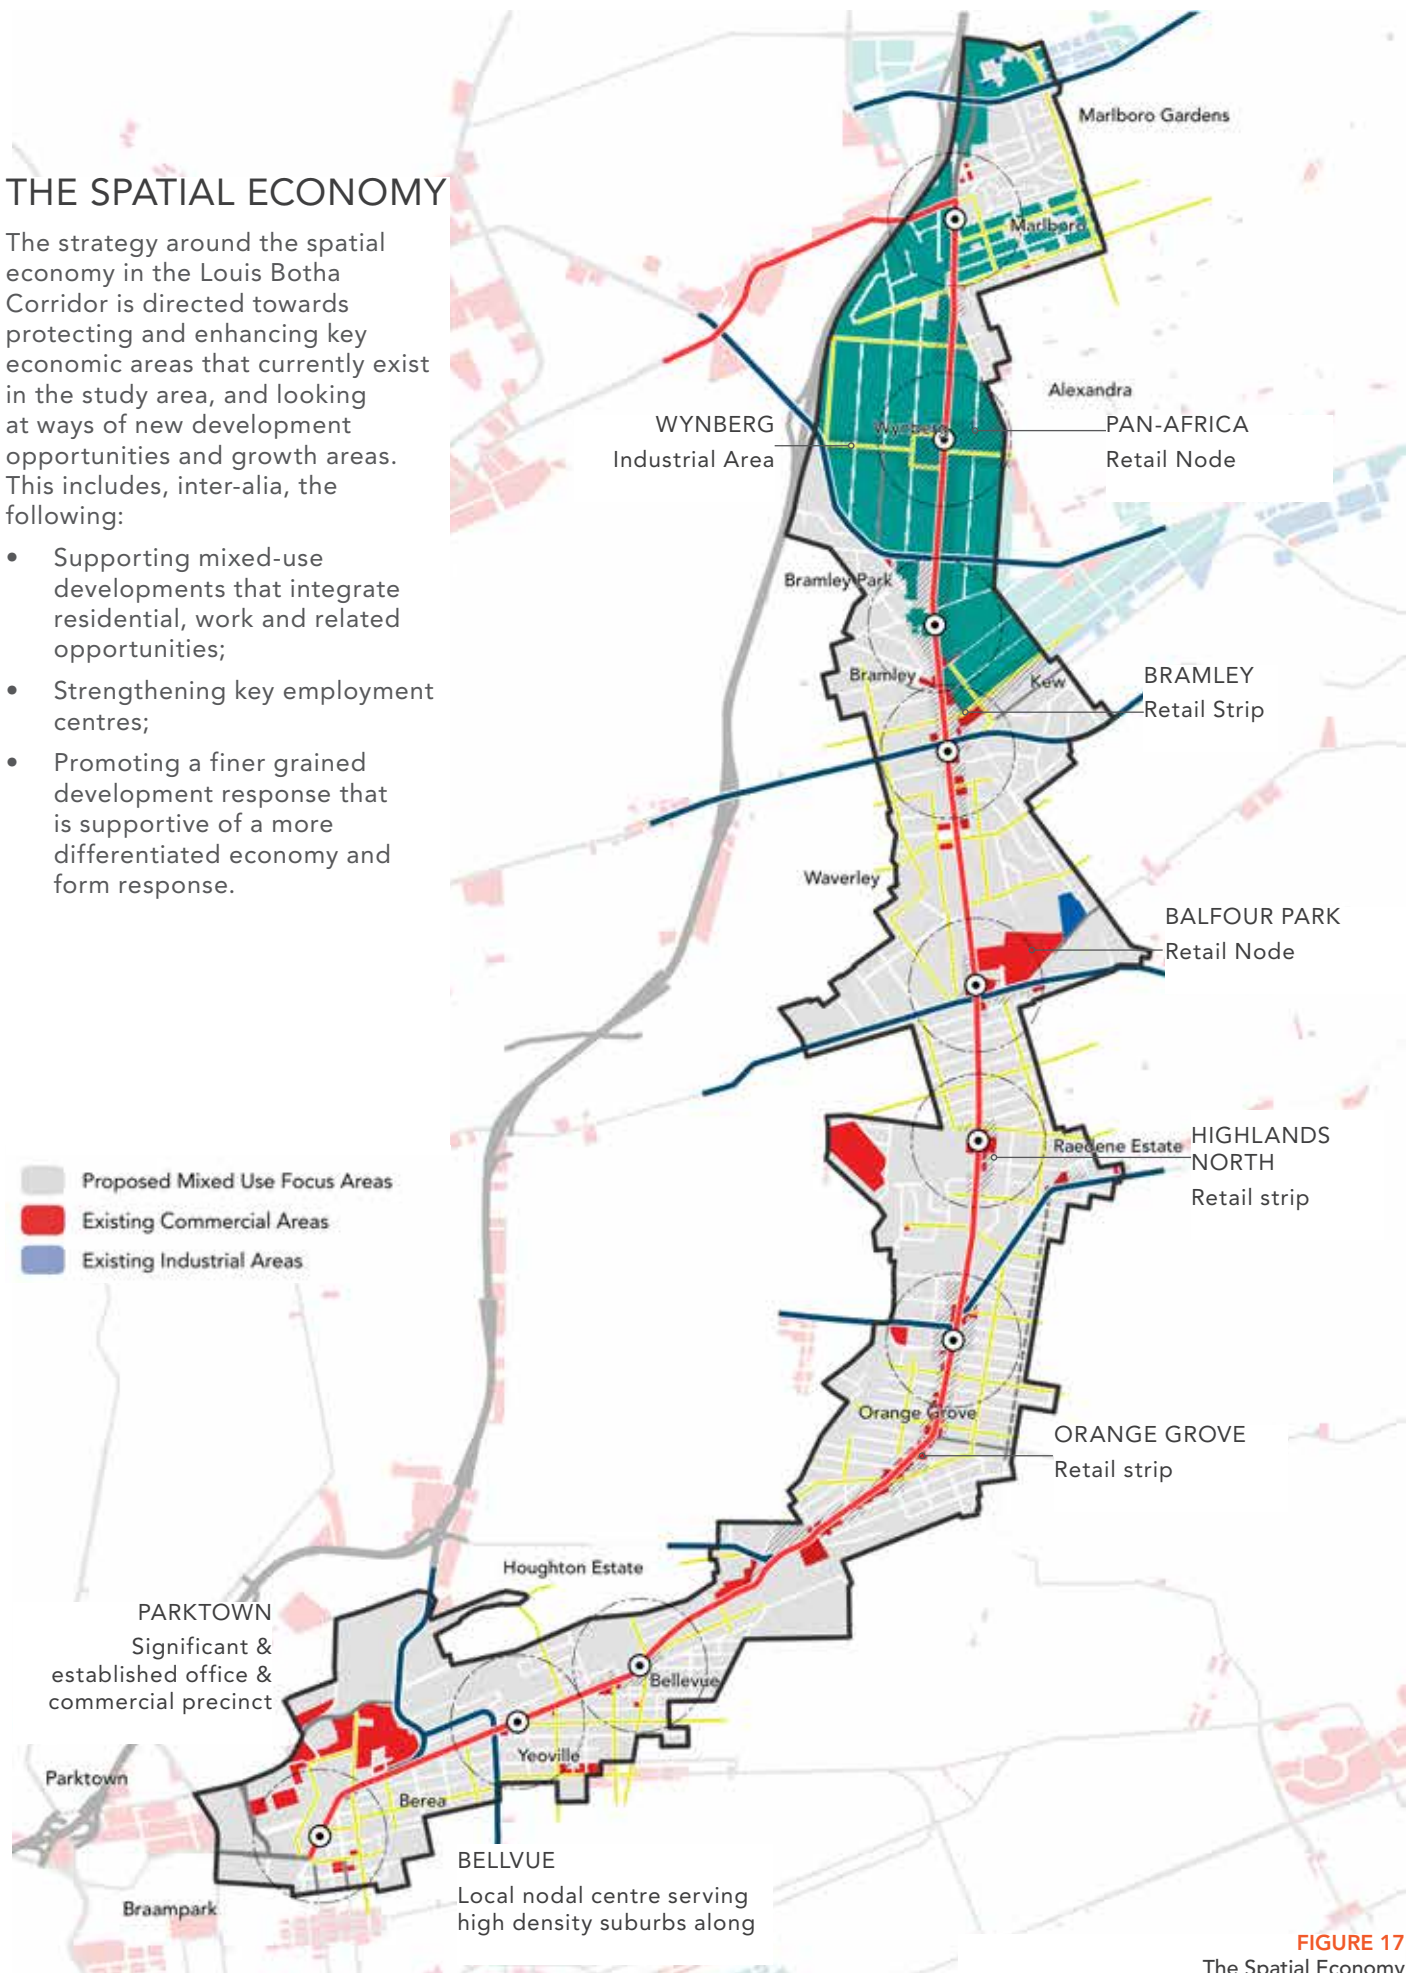 THE SPATIAL ECONOMY
The strategy around the spatial
economy in the Louis Botha
Corridor is directed towards
protecting and enhancing key
economic areas that currently exist
in the study area, and looking
at ways of new development
opportunities and growth areas.
This includes, inter-alia, the
following:
• Supporting mixed-use
developments that integrate
residential, work and related
opportunities;
• Strengthening key employment
centres;
• Promoting a finer grained
development response that
is supportive of a more
differentiated economy and
form response.
Marlboro Gardens
Marlboro
Alexandra
WYNBERG
Industrial Area
Wynberg
PAN-AFRICA
Retail Node
Bramley Park
Bramley
Kew
BRAMLEY
Retail Strip
Waverley
BALFOUR PARK
Retail Node
Raedene Estate
HIGHLANDS
NORTH
Retail strip
Proposed Mixed Use Focus Areas
Existing Commercial Areas
Existing Industrial Areas
Orange Grove
ORANGE GROVE
Retail strip
Houghton Estate
PARKTOWN
Significant &
established office &
commercial precinct
Bellevue
Yeoville
Parktown
Berea
Braampark
BELLVUE
Local nodal centre serving
high density suburbs along
FIGURE 17
The Spatial Economy